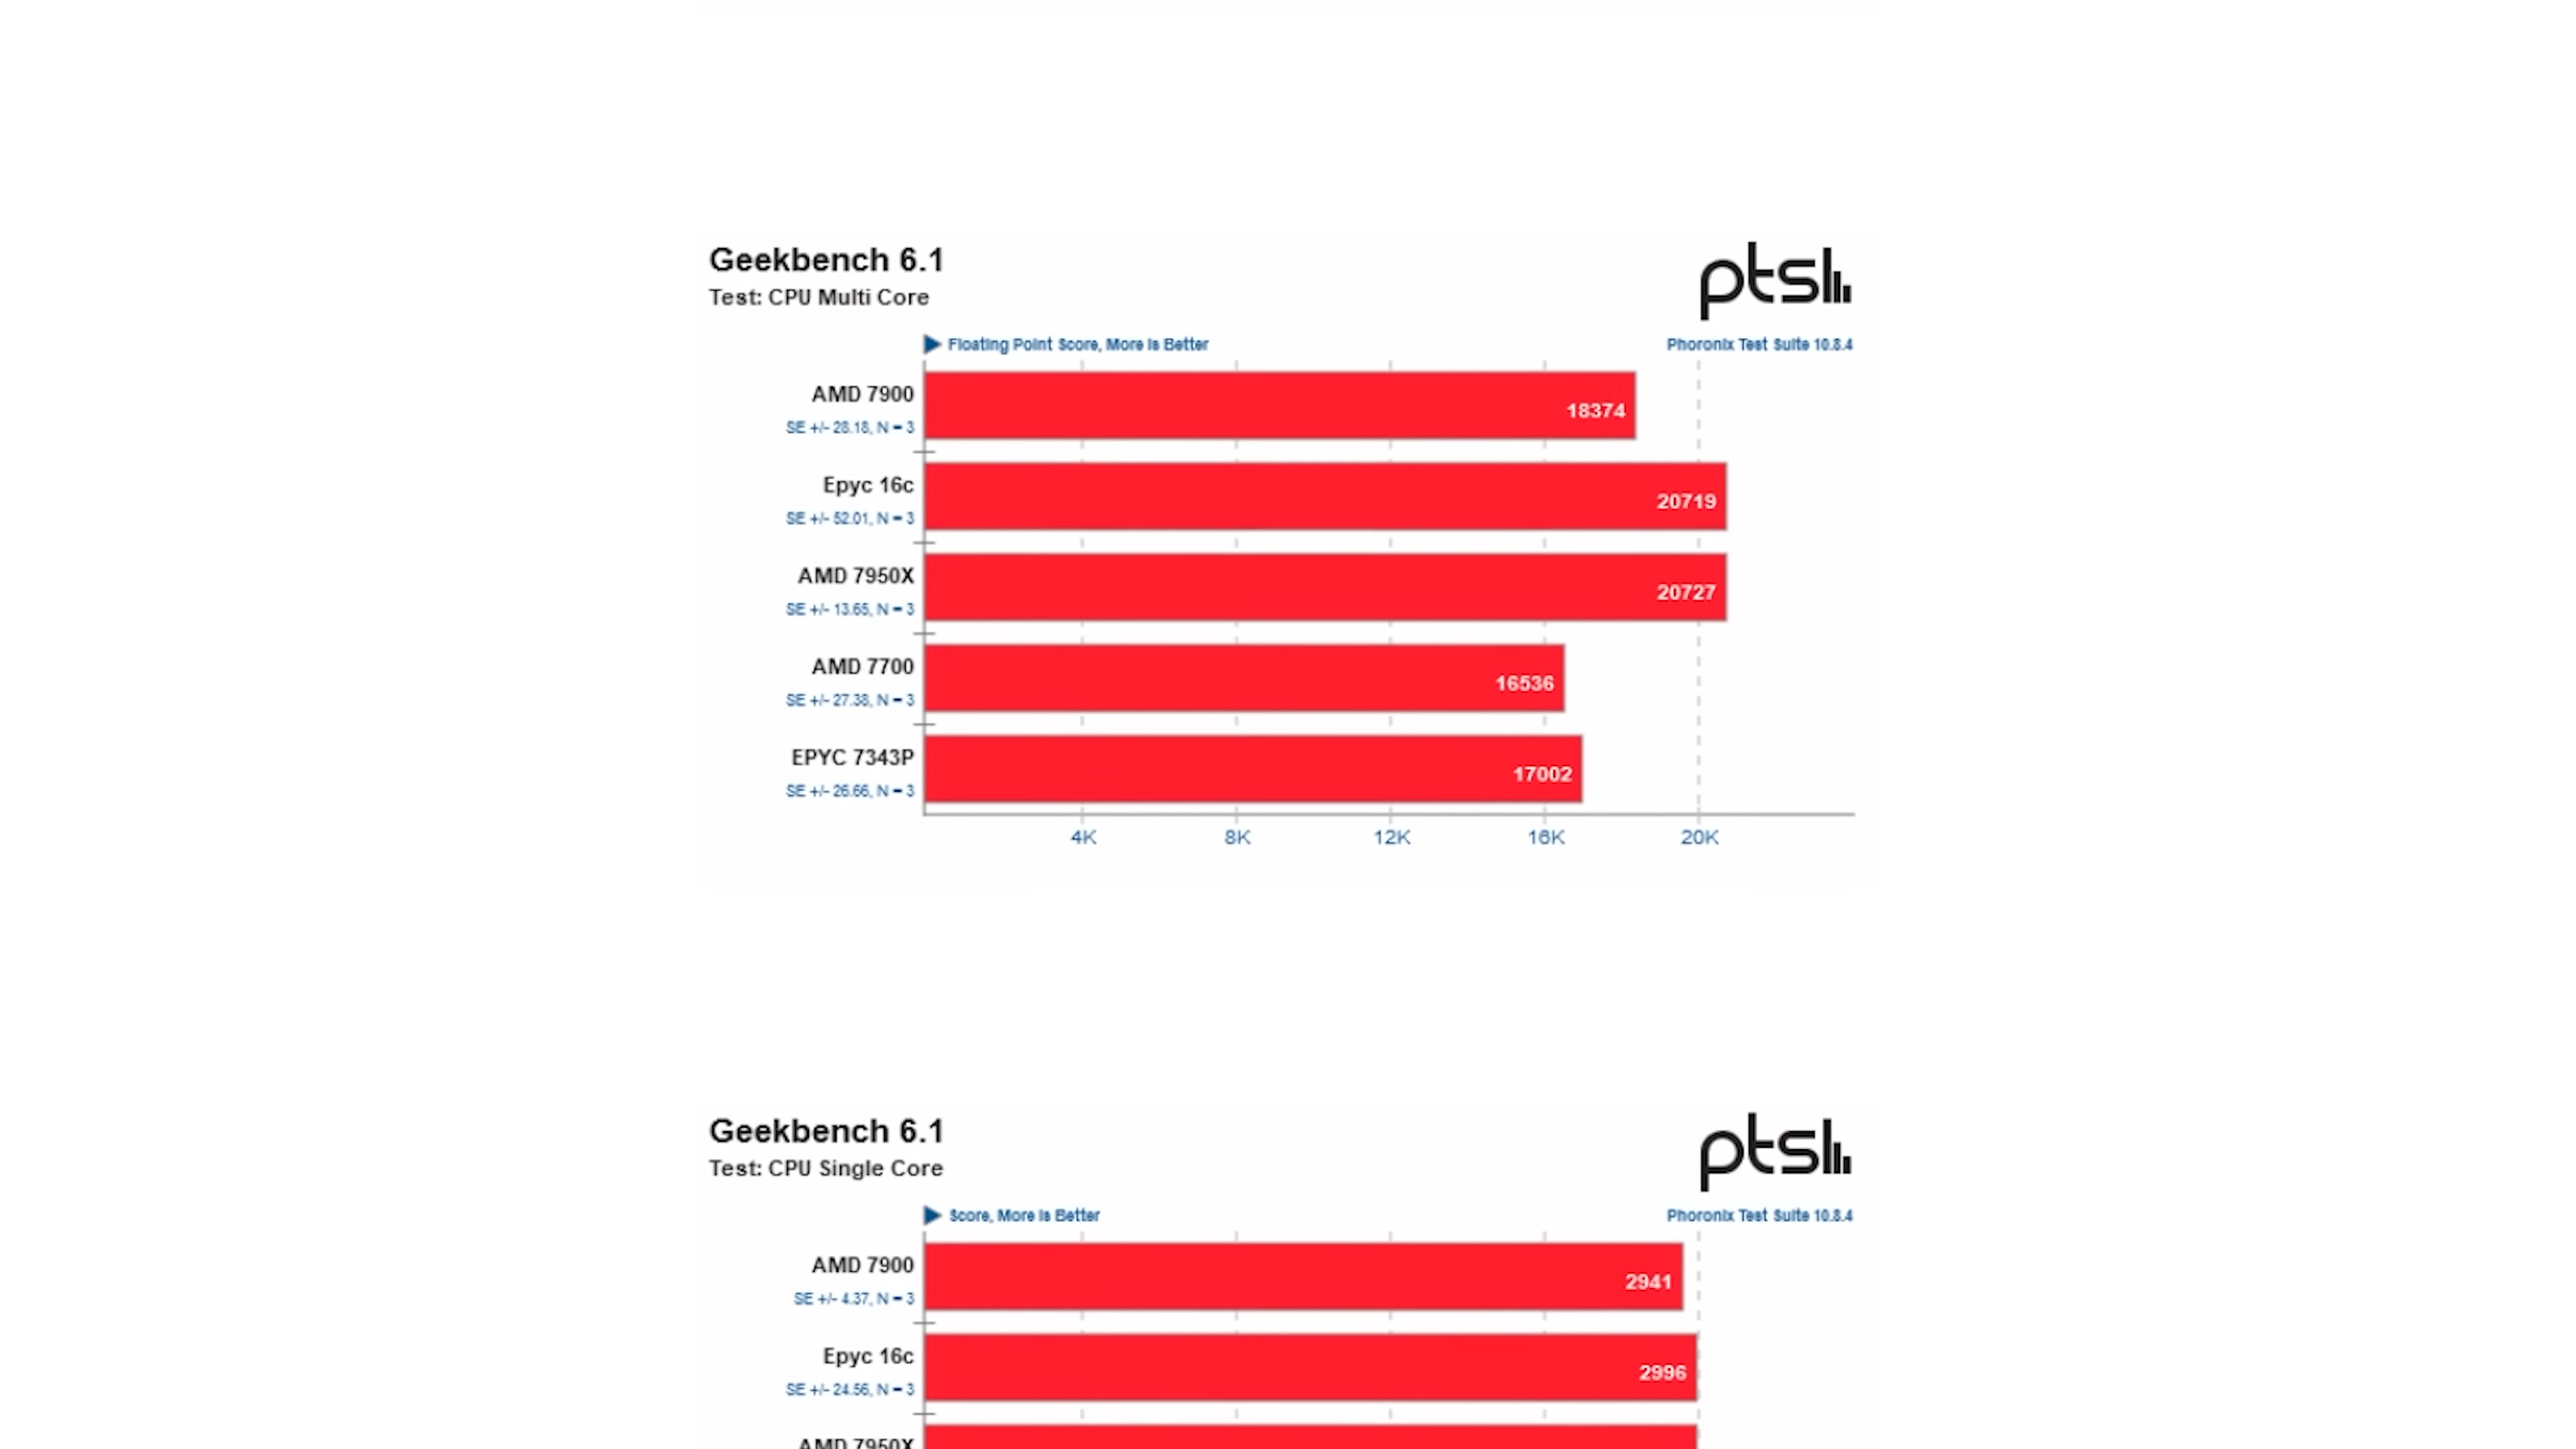 Geekbench 6.1
Test: CPU Multi Core
ptsl
Floating Point Score, More Is Better
Phoronix Test Suite 10.8.4
AMD 7900
SE +/- 28.18, N = 3
18374
Epyc 16c
SE +/- 52.01, N = 3
20719
AMD 7950X
SE +/- 13.65, N = 3
20727
AMD 7700
SE +/- 27.38, N = 3
16536
EPYC 7343P
SE +/- 26.66, N = 3
17002
4K 8K 12K 16K 20K
Geekbench 6.1
Test: CPU Single Core
ptsl
Score, More Is Better
Phoronix Test Suite 10.8.4
AMD 7900
SE +/- 4.37, N = 3
2941
Epyc 16c
SE +/- 24.56, N = 3
2996
AMD 7950X